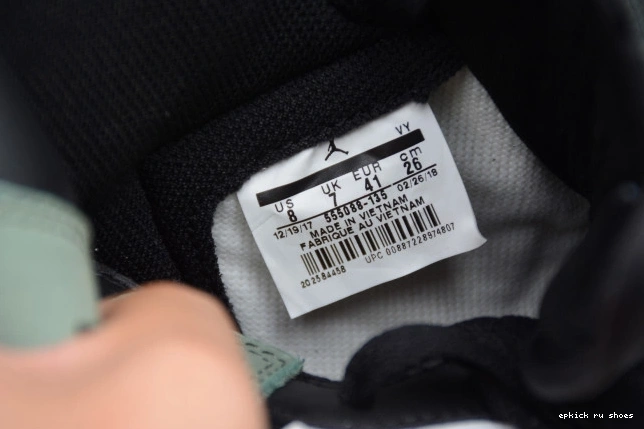 VY
US UK EUR cm
8 7 41 26
12/19/17 555088-135 02/26/18
MADE IN VIETNAM
FABRIQUE AU VIETNAM
202584458 UPC 00887228974807
epkick ru shoes